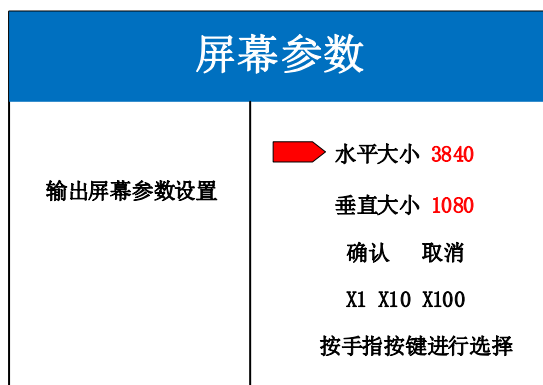 屏幕参数
输出屏幕参数设置
水平大小 3840
垂直大小 1080
确认 取消
X1 X10 X100
按手指按键进行选择